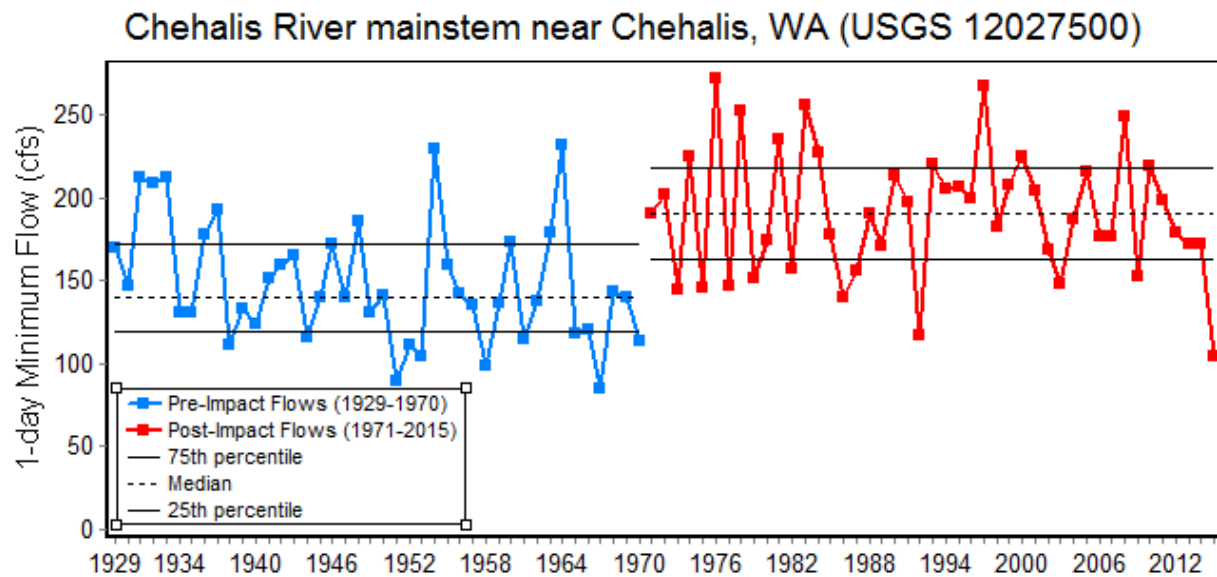 Chehalis River mainstem near Chehalis, WA (USGS 12027500)
1-day Minimum Flow (cfs)
250
200
150
100
50
0
Pre-Impact Flows (1929-1970)
Post-Impact Flows (1971-2015)
75th percentile
Median
25th percentile
1929 1934 1940 1946 1952 1958 1964 1970 1976 1982 1988 1994 2000 2006 2012